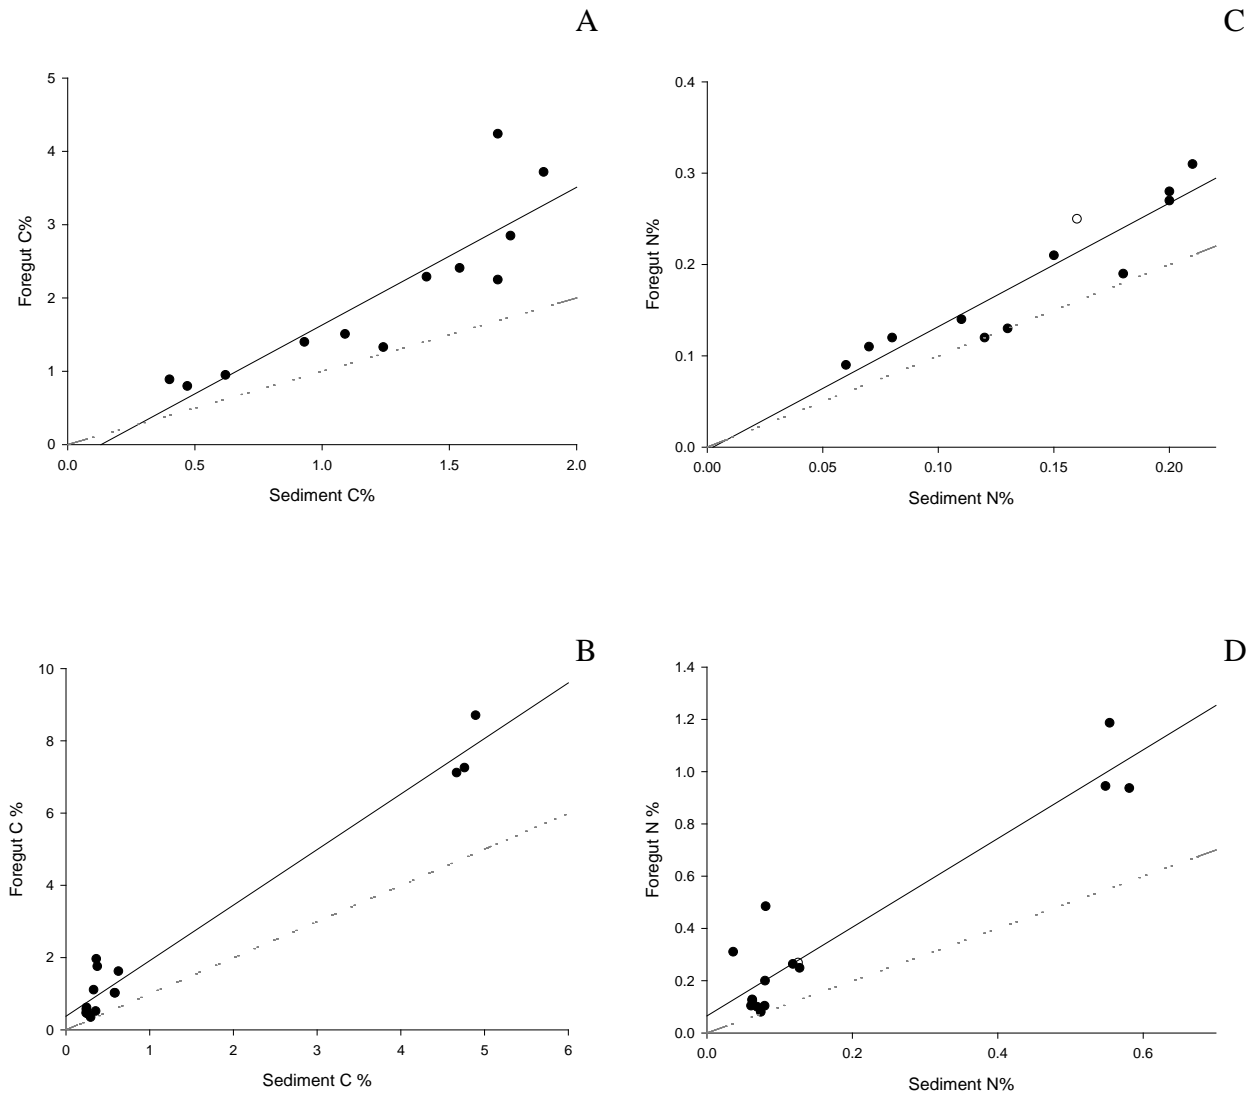 A
5
4
3
2
1
0
Foregut C%
0.0 0.5 1.0 1.5 2.0
Sediment C%
C
0.4
0.3
0.2
0.1
0.0
Foregut N%
0.00 0.05 0.10 0.15 0.20
Sediment N%
B
10
8
6
4
2
0
Foregut C %
0 1 2 3 4 5 6
Sediment C %
D
1.4
1.2
1.0
0.8
0.6
0.4
0.2
0.0
Foregut N %
0.0 0.2 0.4 0.6
Sediment N%